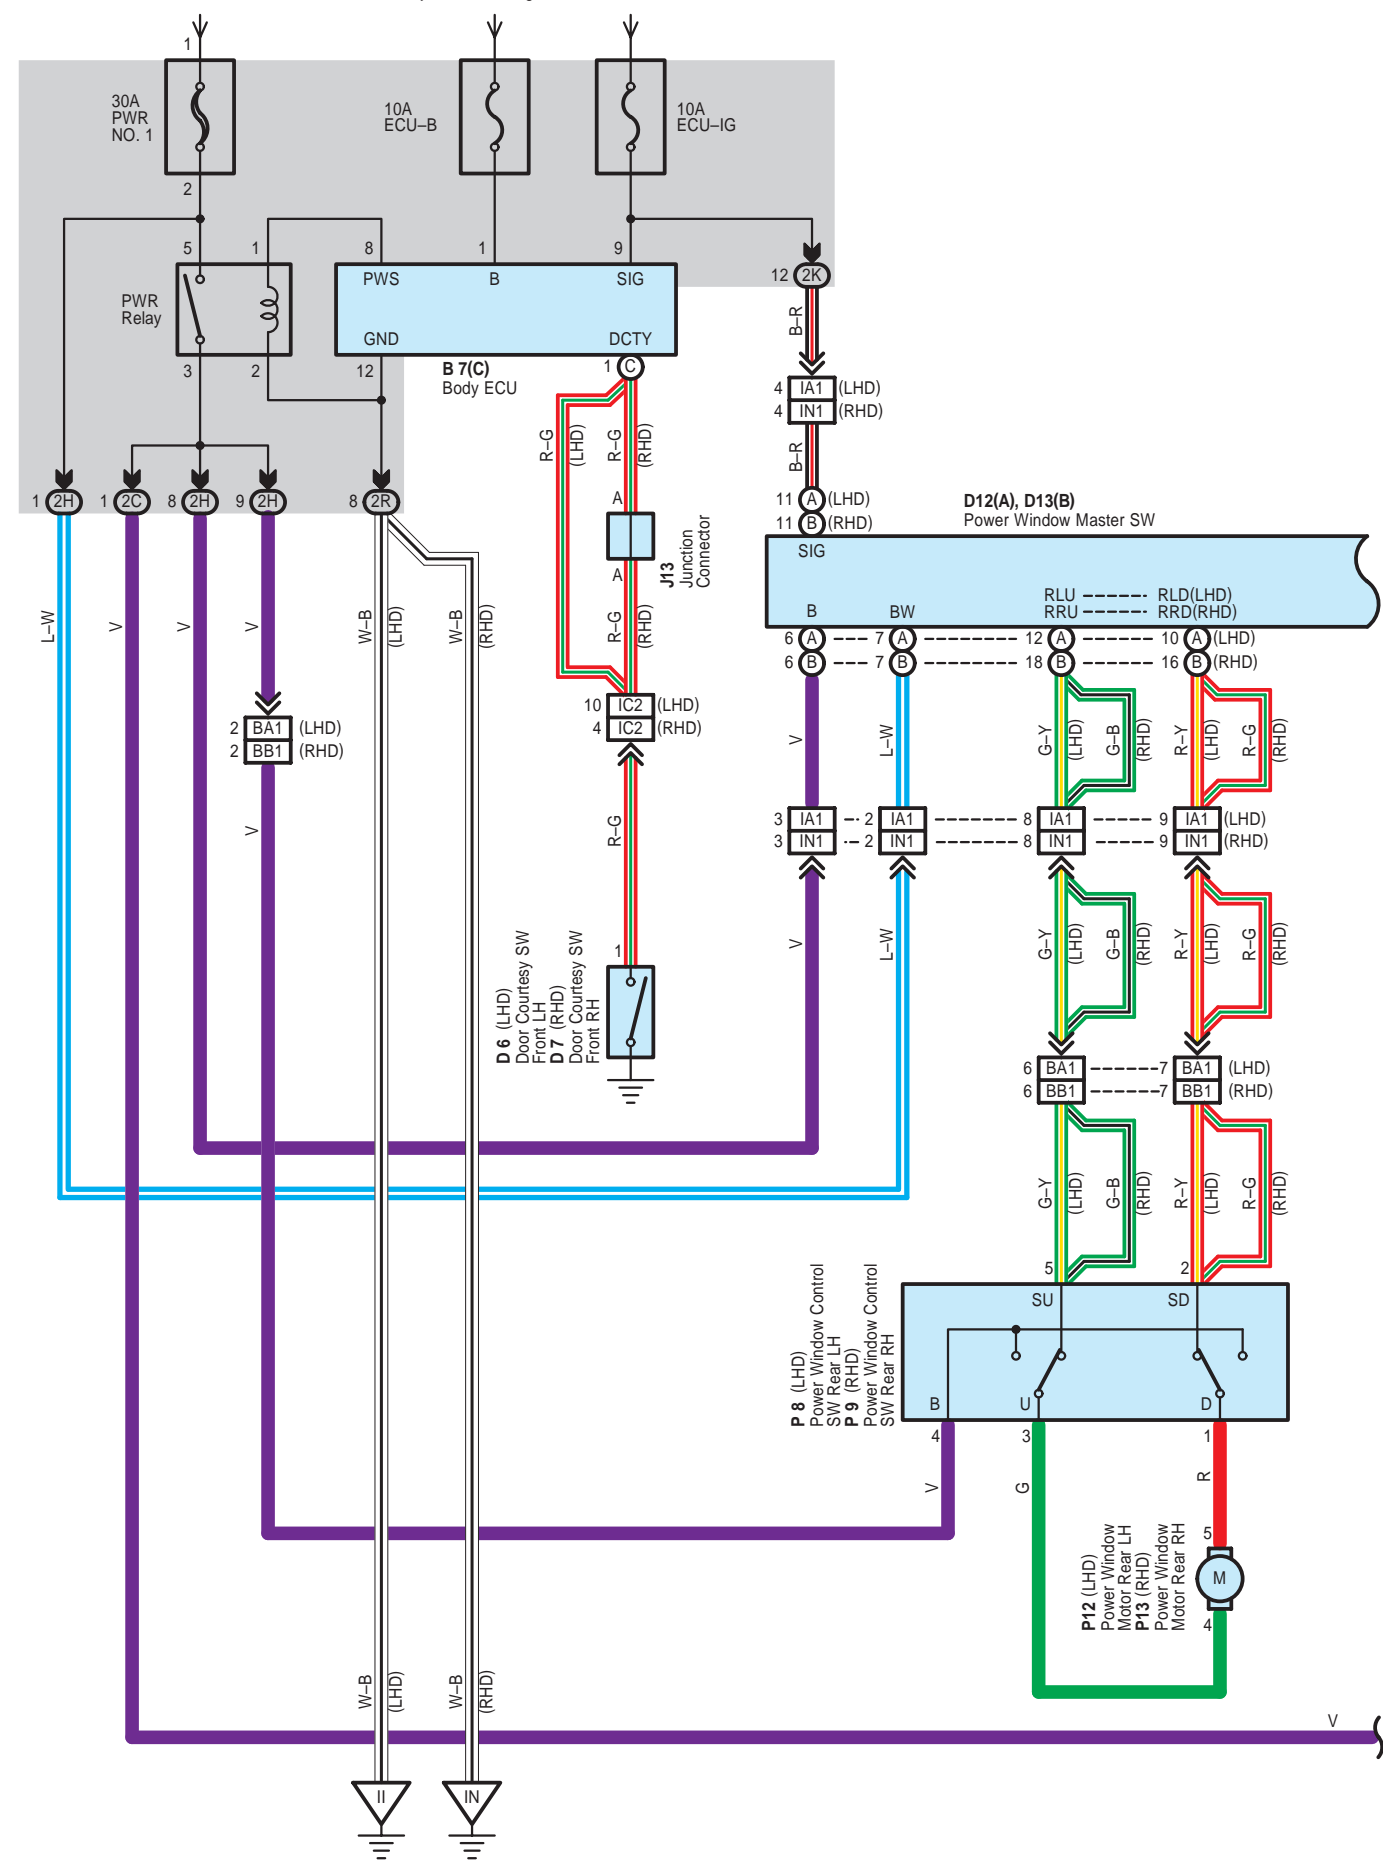 1
30A
PWR
NO. 1
10A
ECU–B
10A
ECU–IG
2
5
1
8
1
9
PWS
B
SIG
12
2K
PWR
Relay
GND
DCTY
3
2
12
B 7(C)
Body ECU
1
C
B–R
4
IA1
(LHD)
4
IN1
(RHD)
R–G
(LHD)
R–G
(RHD)
B–R
1
2H
1
2C
8
2H
9
2H
8
2R
A
11
A
(LHD)
11
B
(RHD)
D12(A), D13(B)
Power Window Master SW
J13
Junction
Connector
A
SIG
RLU
RLD(LHD)
RRU
RRD(RHD)
B
BW
L–W
V
V
V
W–B
(LHD)
W–B
(RHD)
R–G
(RHD)
6
A
7
A
12
A
10
A
(LHD)
6
B
7
B
18
B
16
B
(RHD)
2
BA1
(LHD)
2
BB1
(RHD)
10
IC2
(LHD)
4
IC2
(RHD)
V
L–W
G–Y
(LHD)
G–B
(RHD)
R–Y
(LHD)
R–G
(RHD)
V
R–G
3
IA1
2
IA1
8
IA1
9
IA1
(LHD)
3
IN1
2
IN1
8
IN1
9
IN1
(RHD)
V
L–W
G–Y
(LHD)
G–B
(RHD)
R–Y
(LHD)
R–G
(RHD)
1
D 6 (LHD)
Door Courtesy SW
Front LH
D 7 (RHD)
Door Courtesy SW
Front RH
6
BA1
7
BA1
(LHD)
6
BB1
7
BB1
(RHD)
G–Y
(LHD)
G–B
(RHD)
R–Y
(LHD)
R–G
(RHD)
5
2
SU
SD
P 8 (LHD)
Power Window Control
SW Rear LH
P 9 (RHD)
Power Window Control
SW Rear RH
B
U
D
4
3
1
V
G
R
5
P12 (LHD)
Power Window
Motor Rear LH
P13 (RHD)
Power Window
Motor Rear RH
M
4
W–B
(LHD)
W–B
(RHD)
V
II
IN